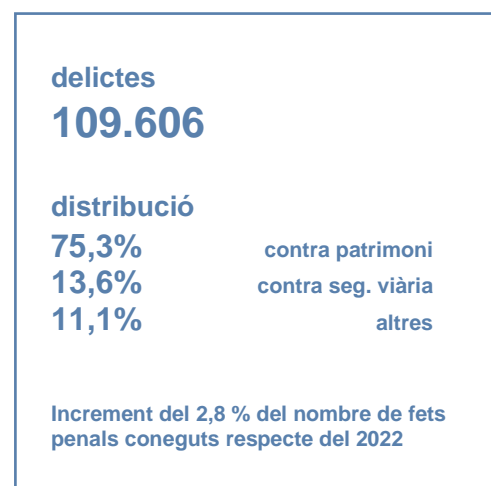 delictes
109.606
distribució
75,3% contra patrimoni
13,6% contra seg. viària
11,1% altres
Increment del 2,8 % del nombre de fets
penals coneguts respecte del 2022